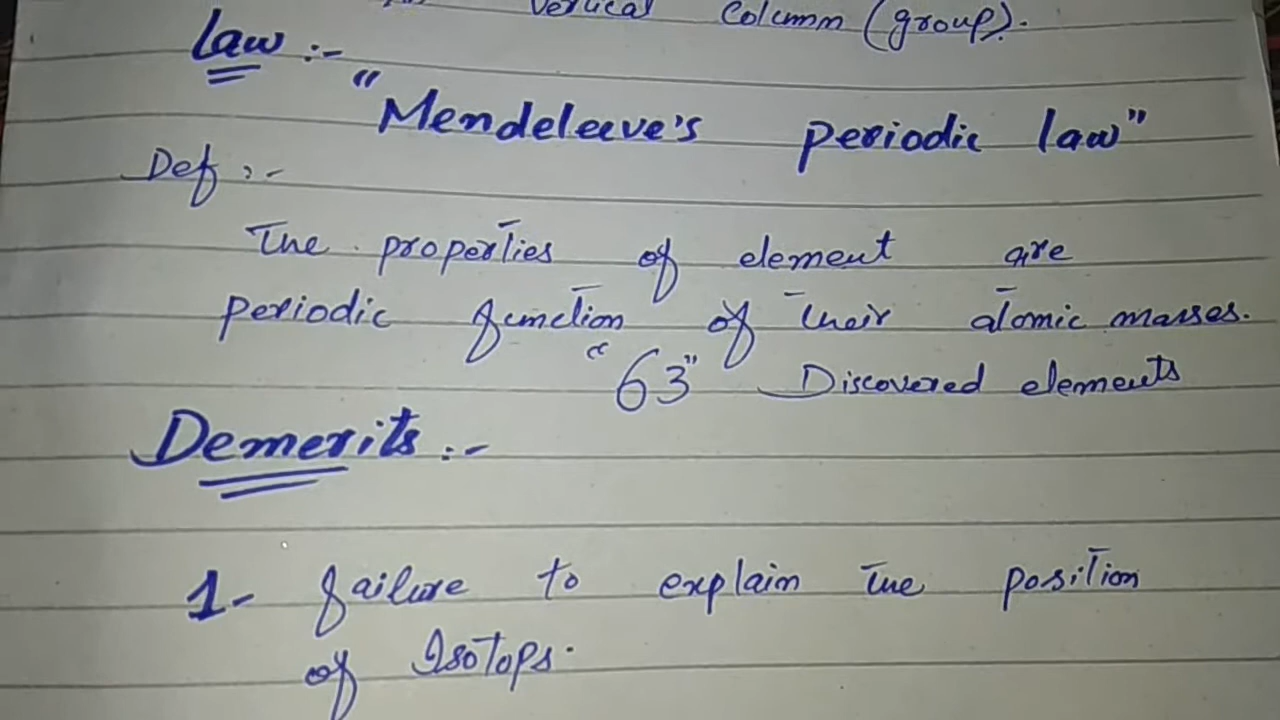 Vertical Column (group).
Law :-
"Mendeleeve's periodic law"
Def :-
The properties of element are
periodic function of their atomic masses.
"63" Discovered elements
Demerits :-
1- failure to explain the position
of Isotops.